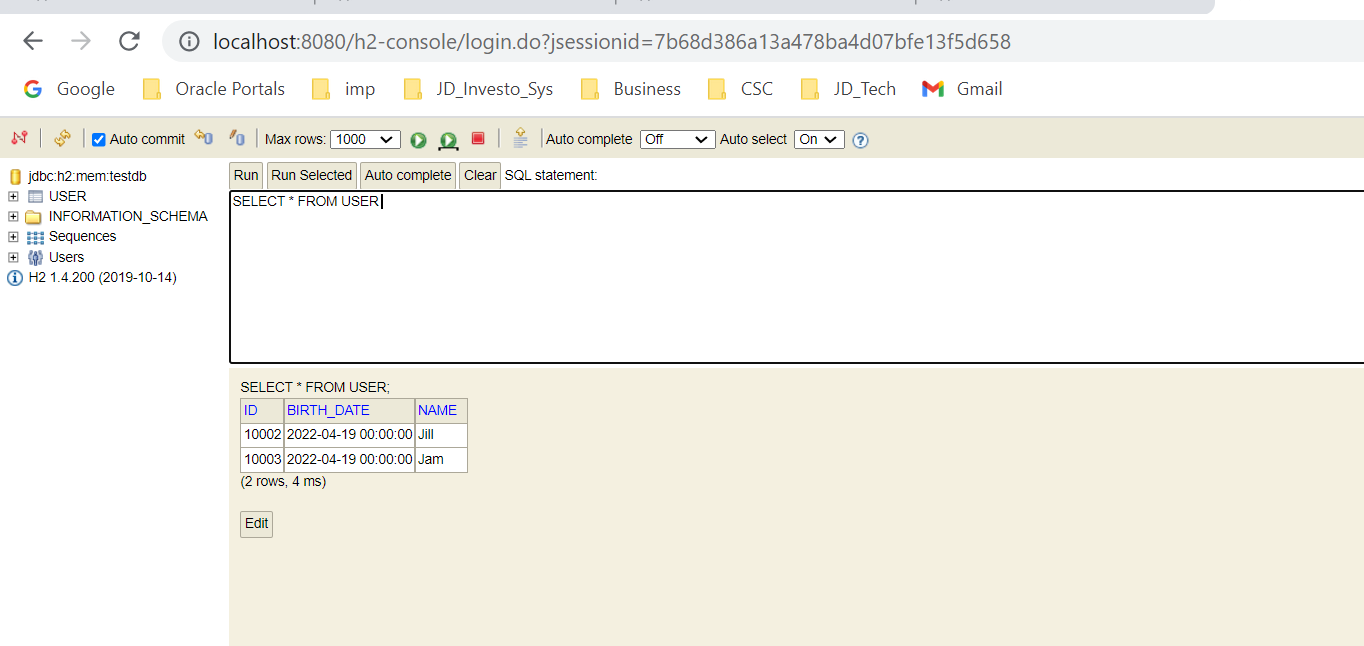 localhost:8080/h2-console/login.do?jsessionid=7b68d386a13a478ba4d07bfe13f5d658
Google Oracle Portals imp JD_Investo_Sys Business CSC JD_Tech Gmail
Auto commit Max rows: 1000 Auto complete Off Auto select On ?
jdbc:h2:mem:testdb
USER
INFORMATION_SCHEMA
Sequences
Users
H2 1.4.200 (2019-10-14)
Run Run Selected Auto complete Clear SQL statement:
SELECT * FROM USER
SELECT * FROM USER;
ID BIRTH_DATE NAME
10002 2022-04-19 00:00:00 Jill
10003 2022-04-19 00:00:00 Jam
(2 rows, 4 ms)
Edit